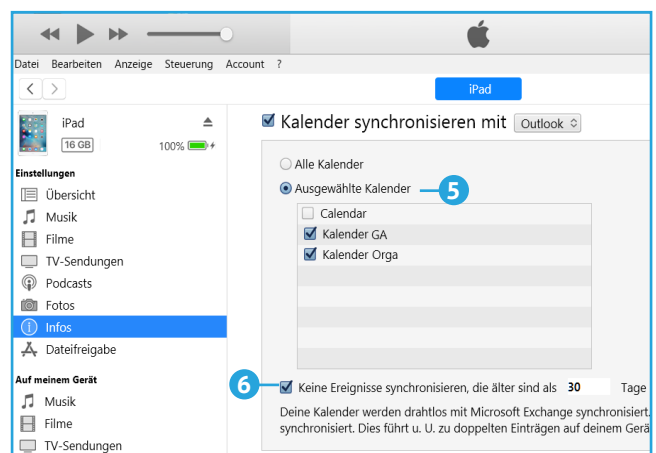 Datei Bearbeiten Anzeige Steuerung Account ?
iPad
iPad
16 GB 100%
Einstellungen
Übersicht
Musik
Filme
TV-Sendungen
Podcasts
Fotos
Infos
Dateifreigabe
Auf meinem Gerät
Musik
Filme
TV-Sendungen
Kalender synchronisieren mit Outlook
Alle Kalender
Ausgewählte Kalender 5
Calendar
Kalender GA
Kalender Orga
6 Keine Ereignisse synchronisieren, die älter sind als 30 Tage
Deine Kalender werden drahtlos mit Microsoft Exchange synchronisiert.
synchronisiert. Dies führt u. U. zu doppelten Einträgen auf deinem Gerä